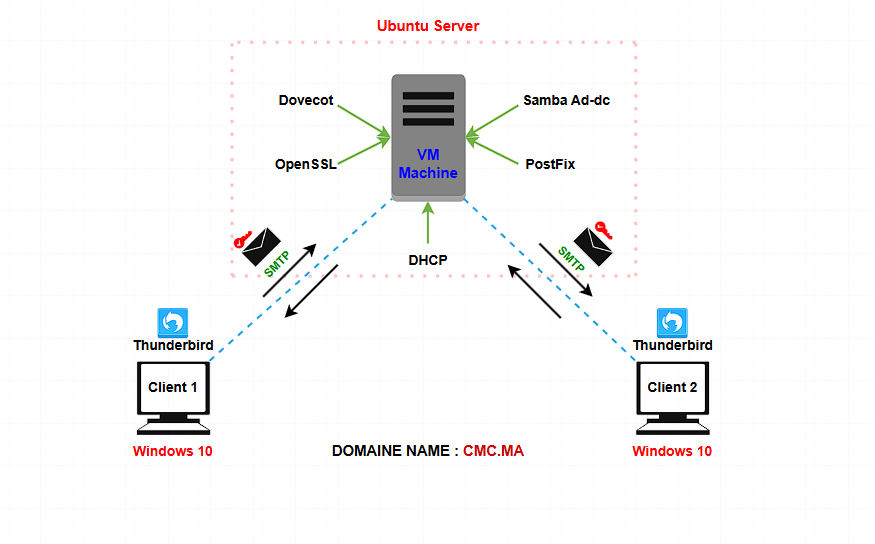 Ubuntu Server
Dovecot
Samba Ad-dc
VM
Machine
OpenSSL
PostFix
SMTP
SMTP
DHCP
Thunderbird
Thunderbird
Client 1
Client 2
Windows 10
DOMAINE NAME : CMC.MA
Windows 10